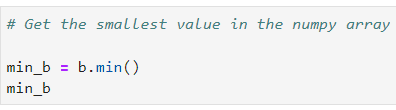 # Get the smallest value in the numpy array
min_b = b.min()
min_b